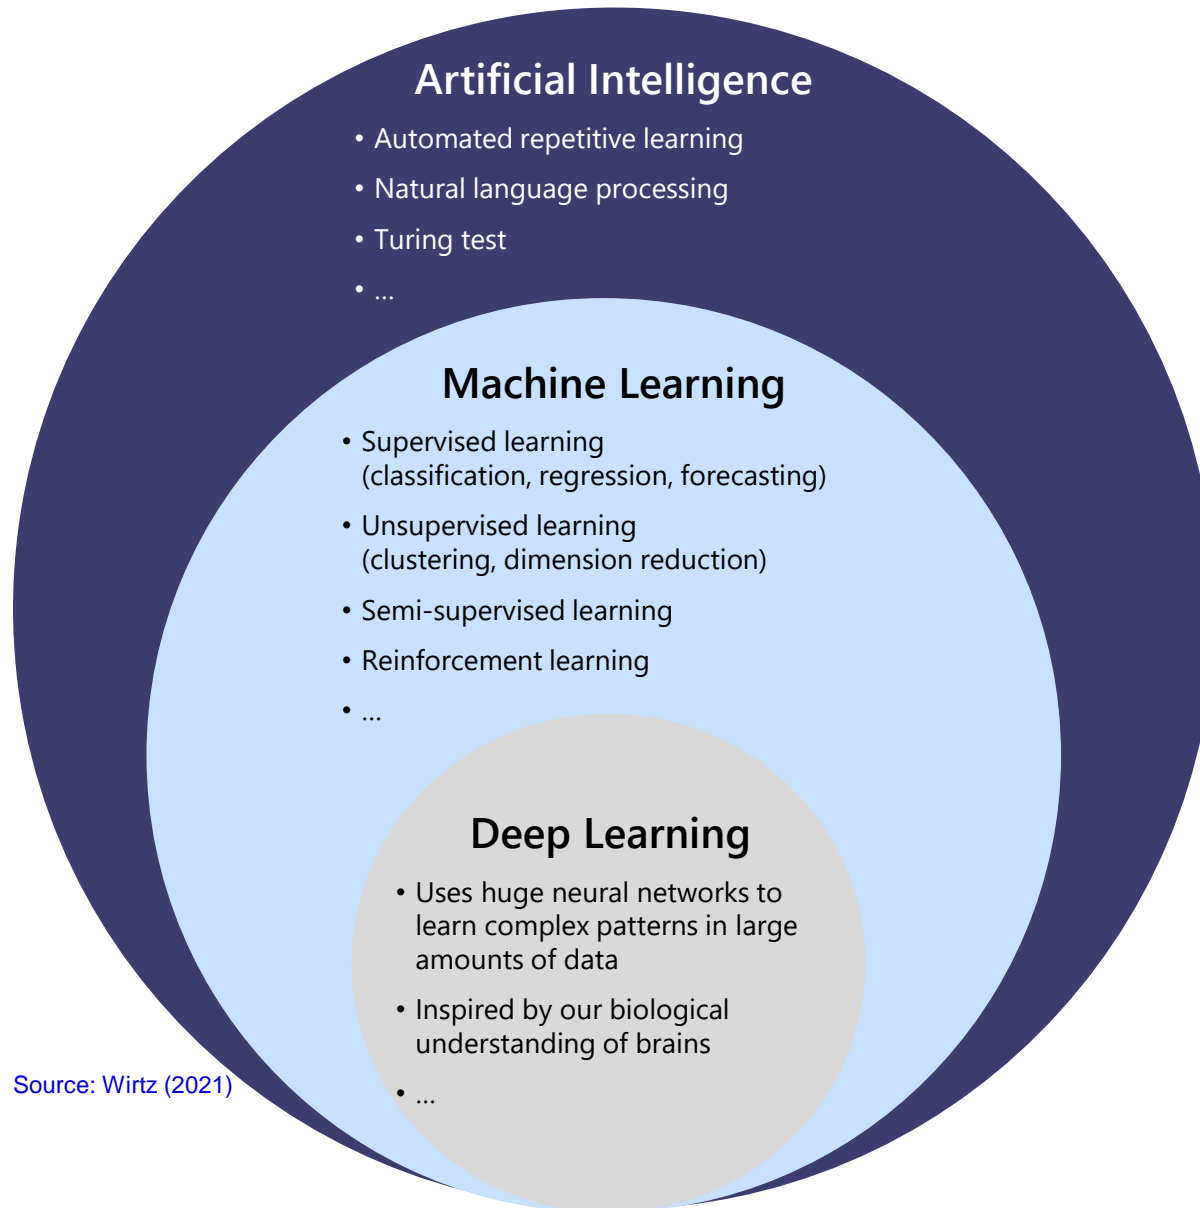 Artificial Intelligence
• Automated repetitive learning
• Natural language processing
• Turing test
• ...
Machine Learning
• Supervised learning
(classification, regression, forecasting)
• Unsupervised learning
(clustering, dimension reduction)
• Semi-supervised learning
• Reinforcement learning
• ...
Deep Learning
• Uses huge neural networks to
learn complex patterns in large
amounts of data
• Inspired by our biological
understanding of brains
• ...
Source: Wirtz (2021)